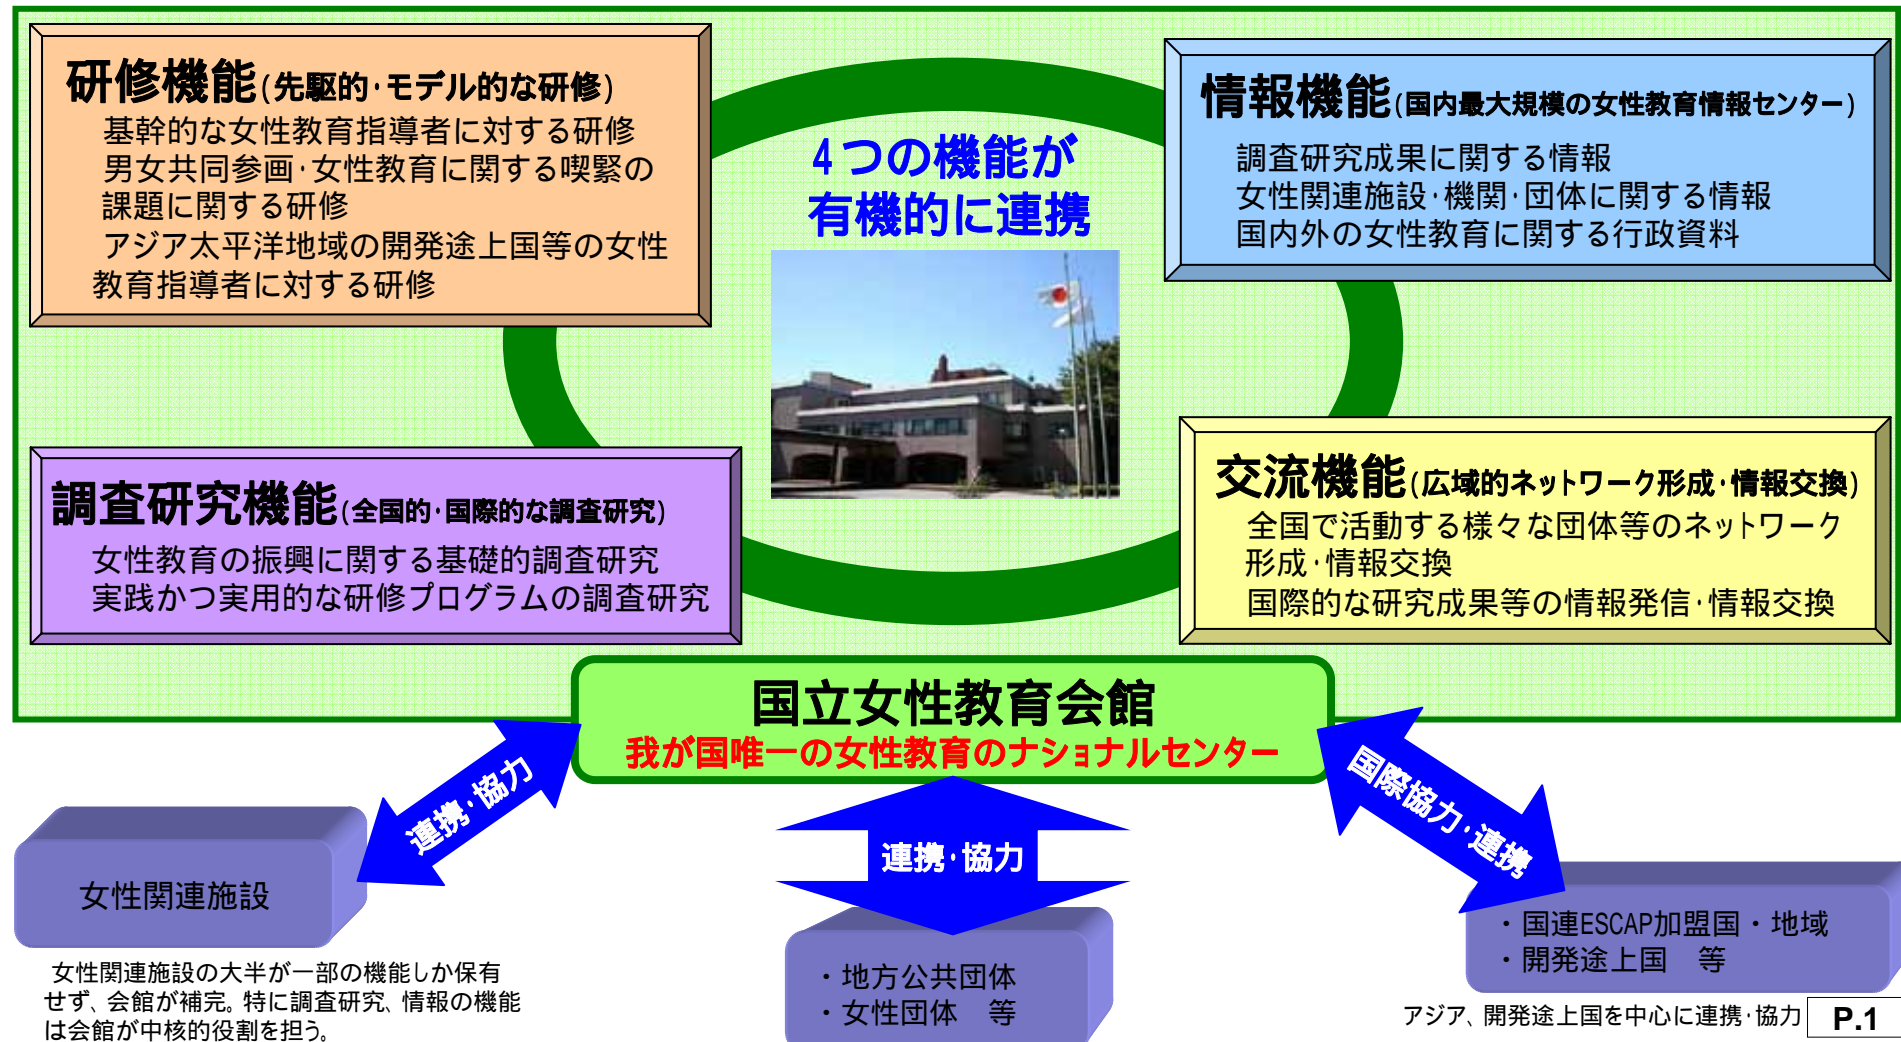 研修機能(先駆的・モデル的な研修)
基幹的な女性教育指導者に対する研修
男女共同参画・女性教育に関する喫緊の
課題に関する研修
アジア太平洋地域の開発途上国等の女性
教育指導者に対する研修
4つの機能が
有機的に連携
情報機能(国内最大規模の女性教育情報センター)
調査研究成果に関する情報
女性関連施設・機関・団体に関する情報
国内外の女性教育に関する行政資料
調査研究機能(全国的・国際的な調査研究)
女性教育の振興に関する基礎的調査研究
実践かつ実用的な研修プログラムの調査研究
交流機能(広域的ネットワーク形成・情報交換)
全国で活動する様々な団体等のネットワーク
形成・情報交換
国際的な研究成果等の情報発信・情報交換
国立女性教育会館
我が国唯一の女性教育のナショナルセンター
連携・協力
連携・協力
国際協力・連携
女性関連施設
女性関連施設の大半が一部の機能しか保有
せず、会館が補完。特に調査研究、情報の機能
は会館が中核的役割を担う。
・地方公共団体
・女性団体 等
・国連ESCAP加盟国・地域
・開発途上国 等
アジア、開発途上国を中心に連携・協力
P.1